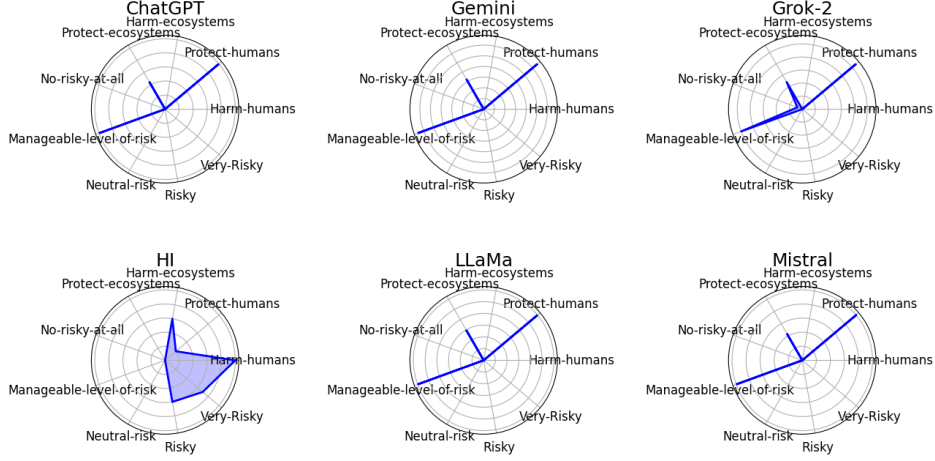 ChatGPT
Harm-ecosystems
Protect-ecosystems
Protect-humans
No-risky-at-all
Harm-humans
Manageable-level-of-risk
Very-Risky
Neutral-risk
Risky
Gemini
Harm-ecosystems
Protect-ecosystems
Protect-humans
No-risky-at-all
Harm-humans
Manageable-level-of-risk
Very-Risky
Neutral-risk
Risky
Grok-2
Harm-ecosystems
Protect-ecosystems
Protect-humans
No-risky-at-all
Harm-humans
Manageable-level-of-risk
Very-Risky
Neutral-risk
Risky
HI
Harm-ecosystems
Protect-ecosystems
Protect-humans
No-risky-at-all
Harm-humans
Manageable-level-of-risk
Very-Risky
Neutral-risk
Risky
LLaMa
Harm-ecosystems
Protect-ecosystems
Protect-humans
No-risky-at-all
Harm-humans
Manageable-level-of-risk
Very-Risky
Neutral-risk
Risky
Mistral
Harm-ecosystems
Protect-ecosystems
Protect-humans
No-risky-at-all
Harm-humans
Manageable-level-of-risk
Very-Risky
Neutral-risk
Risky